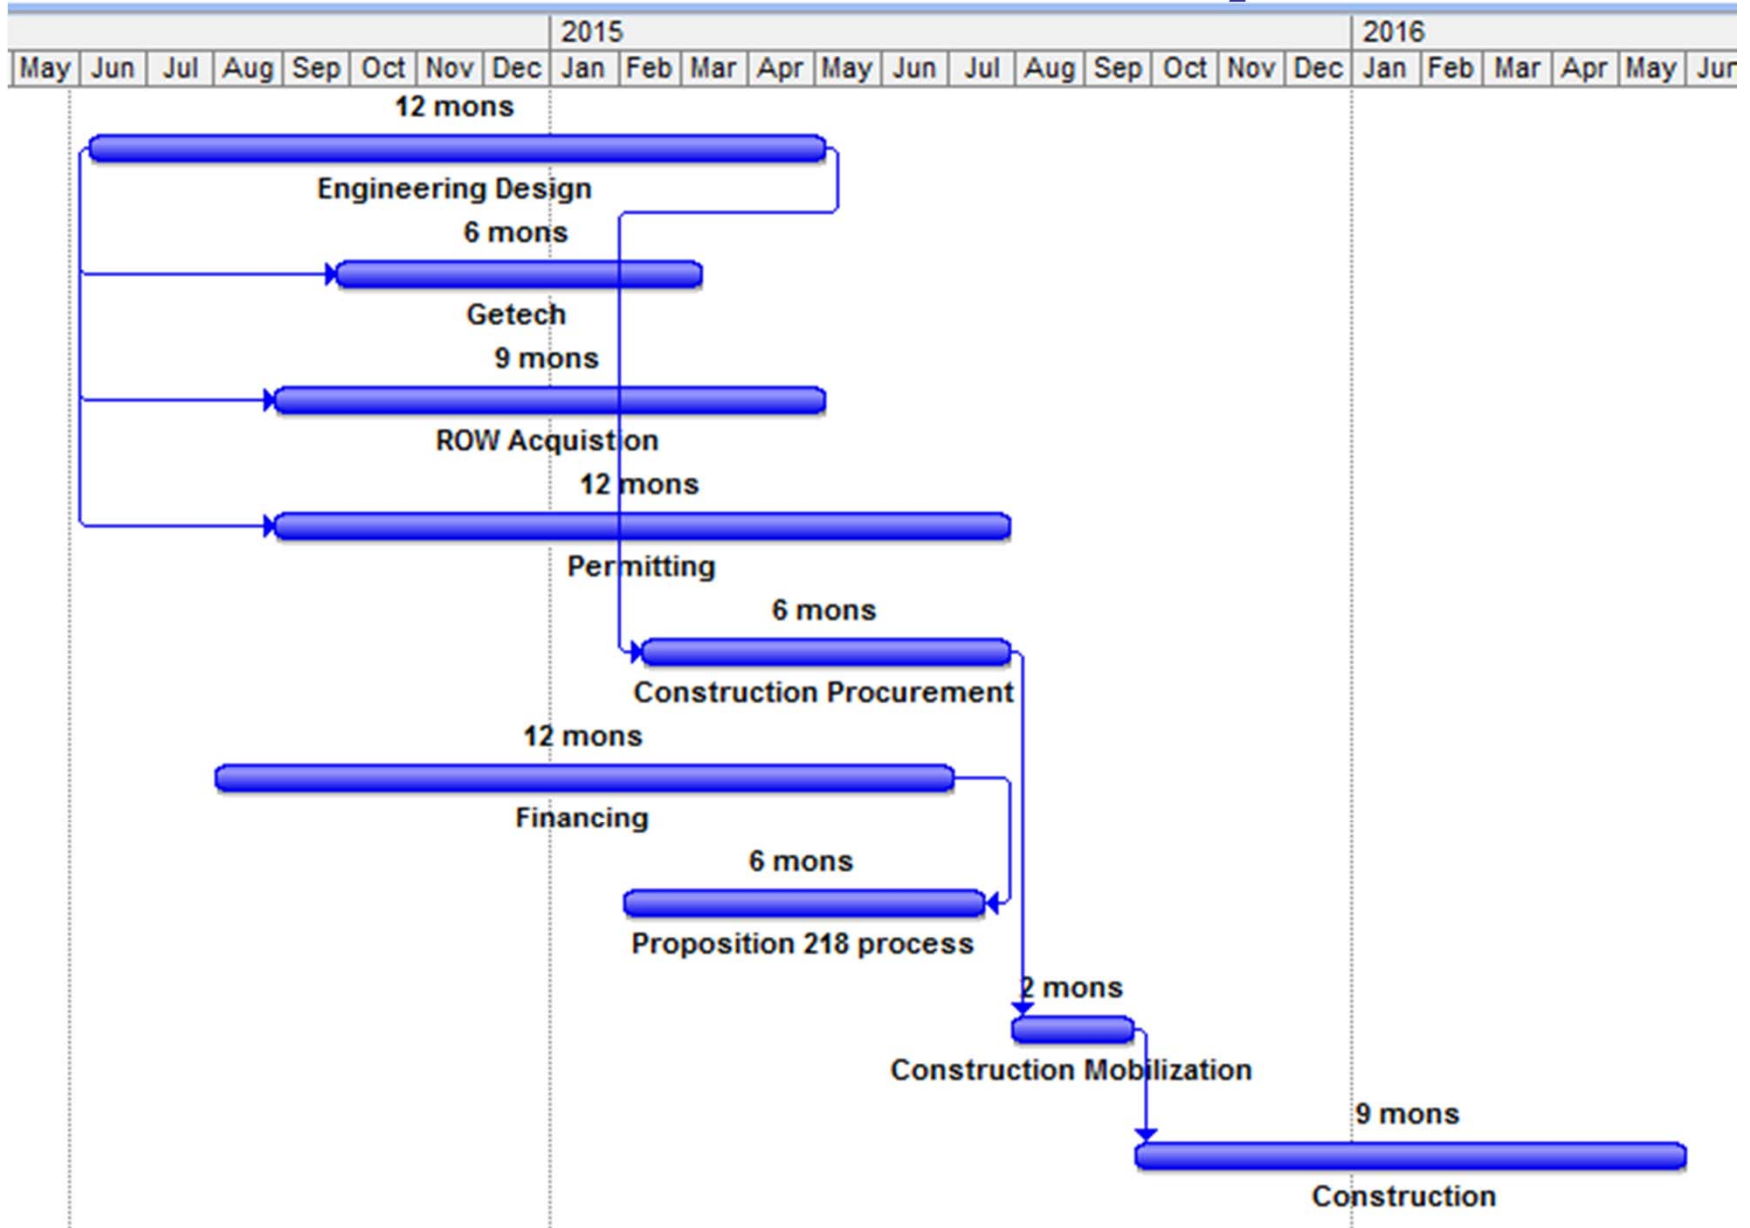 2015 2016
May Jun Jul Aug Sep Oct Nov Dec Jan Feb Mar Apr May Jun Jul Aug Sep Oct Nov Dec Jan Feb Mar Apr May Jun
12 mons
Engineering Design
6 mons
Getech
9 mons
ROW Acquistion
12 mons
Permitting
6 mons
Construction Procurement
12 mons
Financing
6 mons
Proposition 218 process
2 mons
Construction Mobilization
9 mons
Construction